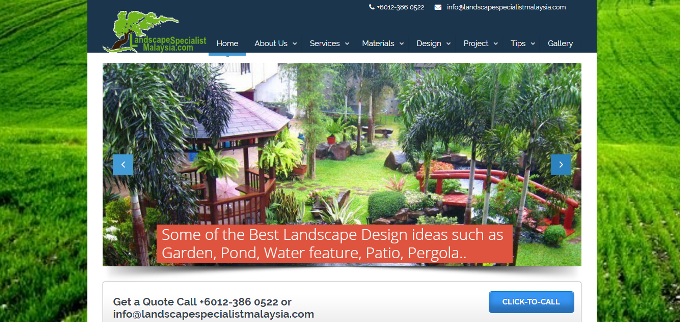 +6012-386 0522 info@landscapespecialistmalaysia.com
LandscapeSpecialist
Malaysia.com
Home About Us Services Materials Design Project Tips Gallery
Some of the Best Landscape Design ideas such as
Garden, Pond, Water feature, Patio, Pergola..
Get a Quote Call +6012-386 0522 or
info@landscapespecialistmalaysia.com
CLICK-TO-CALL